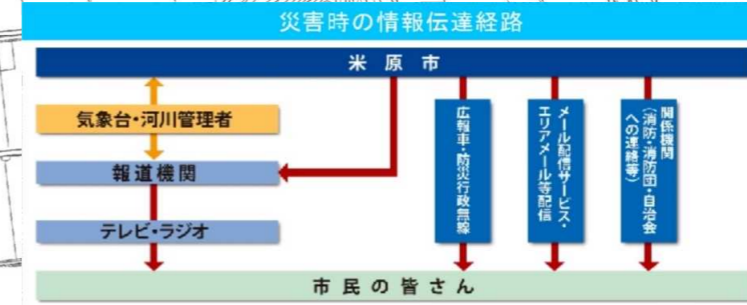 災害時の情報伝達経路
米原市
気象台・河川管理者
報道機関
テレビ・ラジオ
広報車・防災行政無線
メール配信サービス・
エリアメール等配信
関係機関
（消防・消防団・自治会
への連絡等）
市民の皆さん